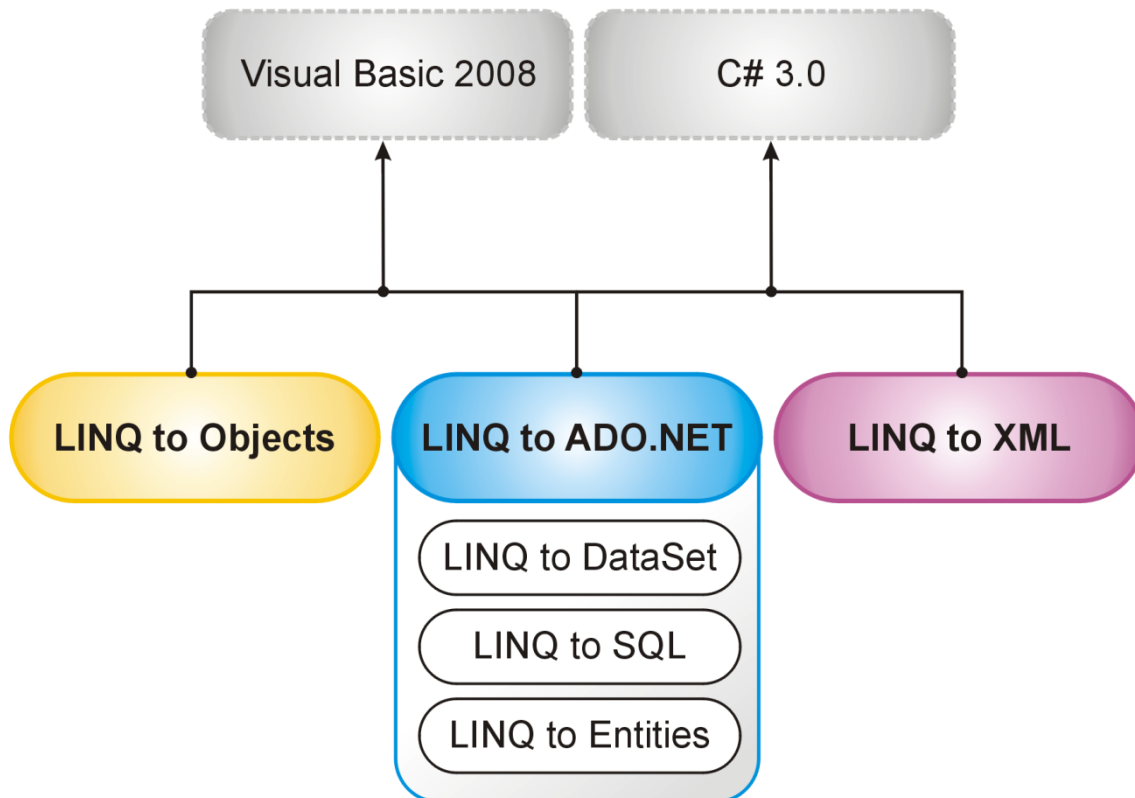 Visual Basic 2008
C# 3.0
LINQ to Objects
LINQ to ADO.NET
LINQ to XML
LINQ to DataSet
LINQ to SQL
LINQ to Entities